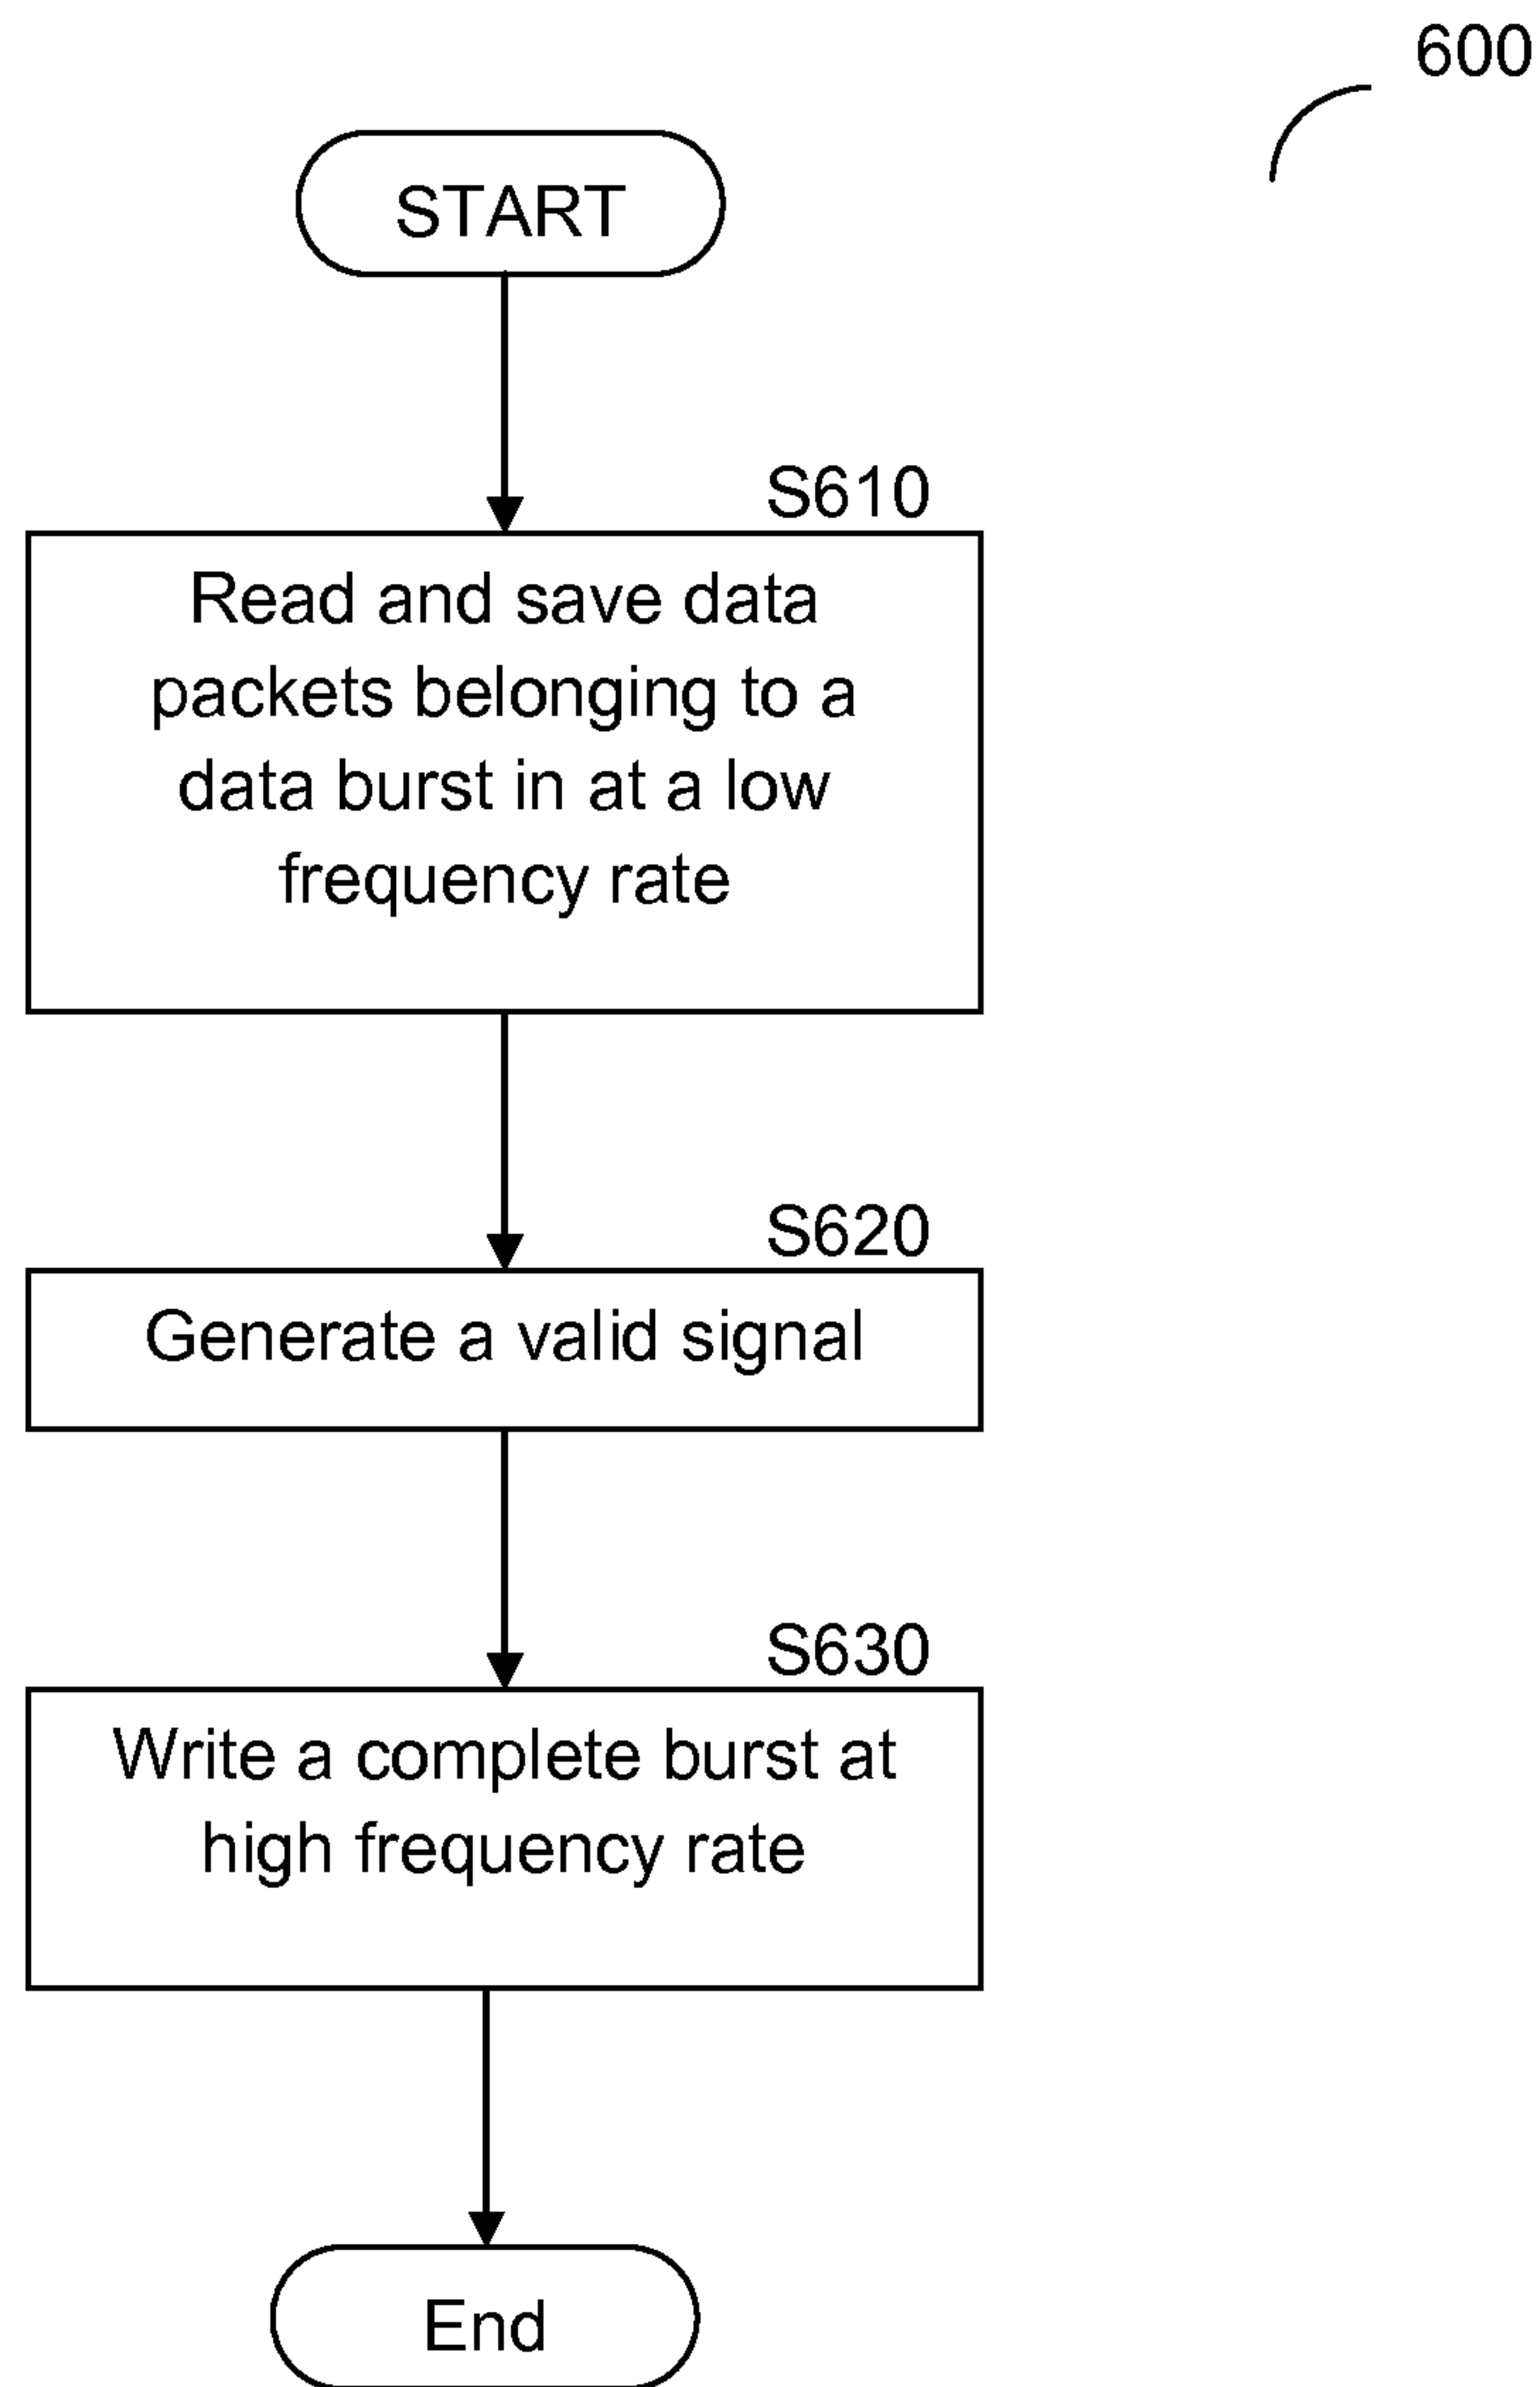 600
START
S610
Read and save data
packets belonging to a
data burst in at a low
frequency rate
S620
Generate a valid signal
S630
Write a complete burst at
high frequency rate
End